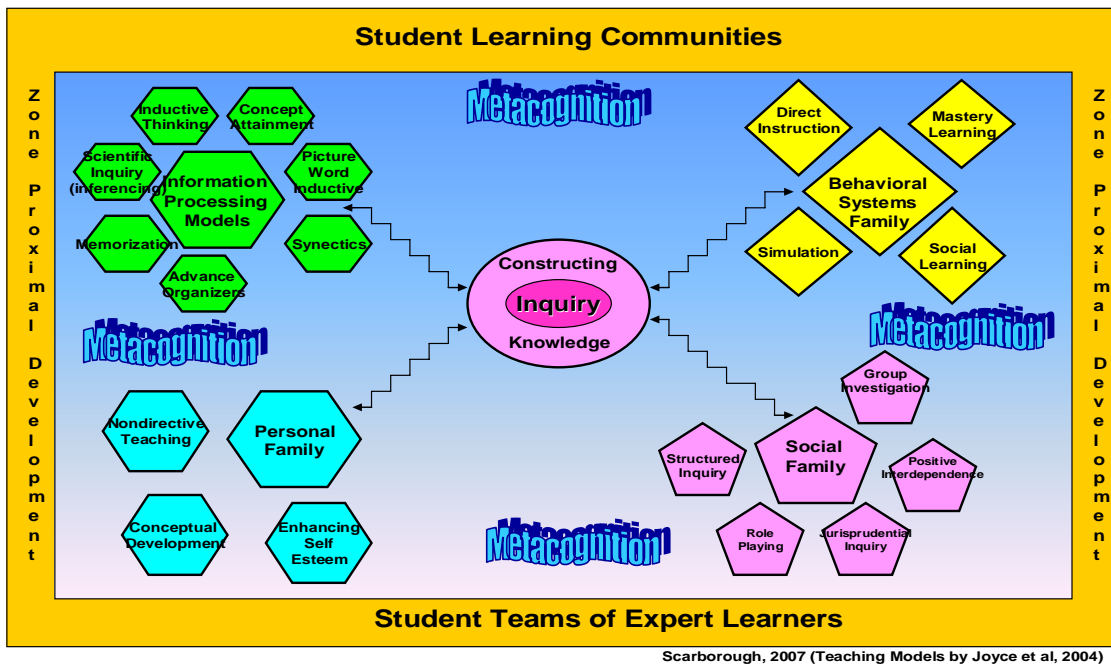 Student Learning Communities
Zone Proximal Development
Metacognition
Inductive
Thinking
Concept
Attainment
Scientific
Inquiry
(inferencing)
Information
Processing
Models
Picture
Word
Inductive
Memorization
Synectics
Advance
Organizers
Direct
Instruction
Mastery
Learning
Behavioral
Systems
Family
Simulation
Social
Learning
Zone Proximal Development
Constructing
Inquiry
Knowledge
Metacognition
Metacognition
Nondirective
Teaching
Personal
Family
Conceptual
Development
Enhancing
Self
Esteem
Group
Investigation
Social
Family
Structured
Inquiry
Positive
Interdependence
Role
Playing
Jurisprudential
Inquiry
Metacognition
Student Teams of Expert Learners
Scarborough, 2007 (Teaching Models by Joyce et al, 2004)